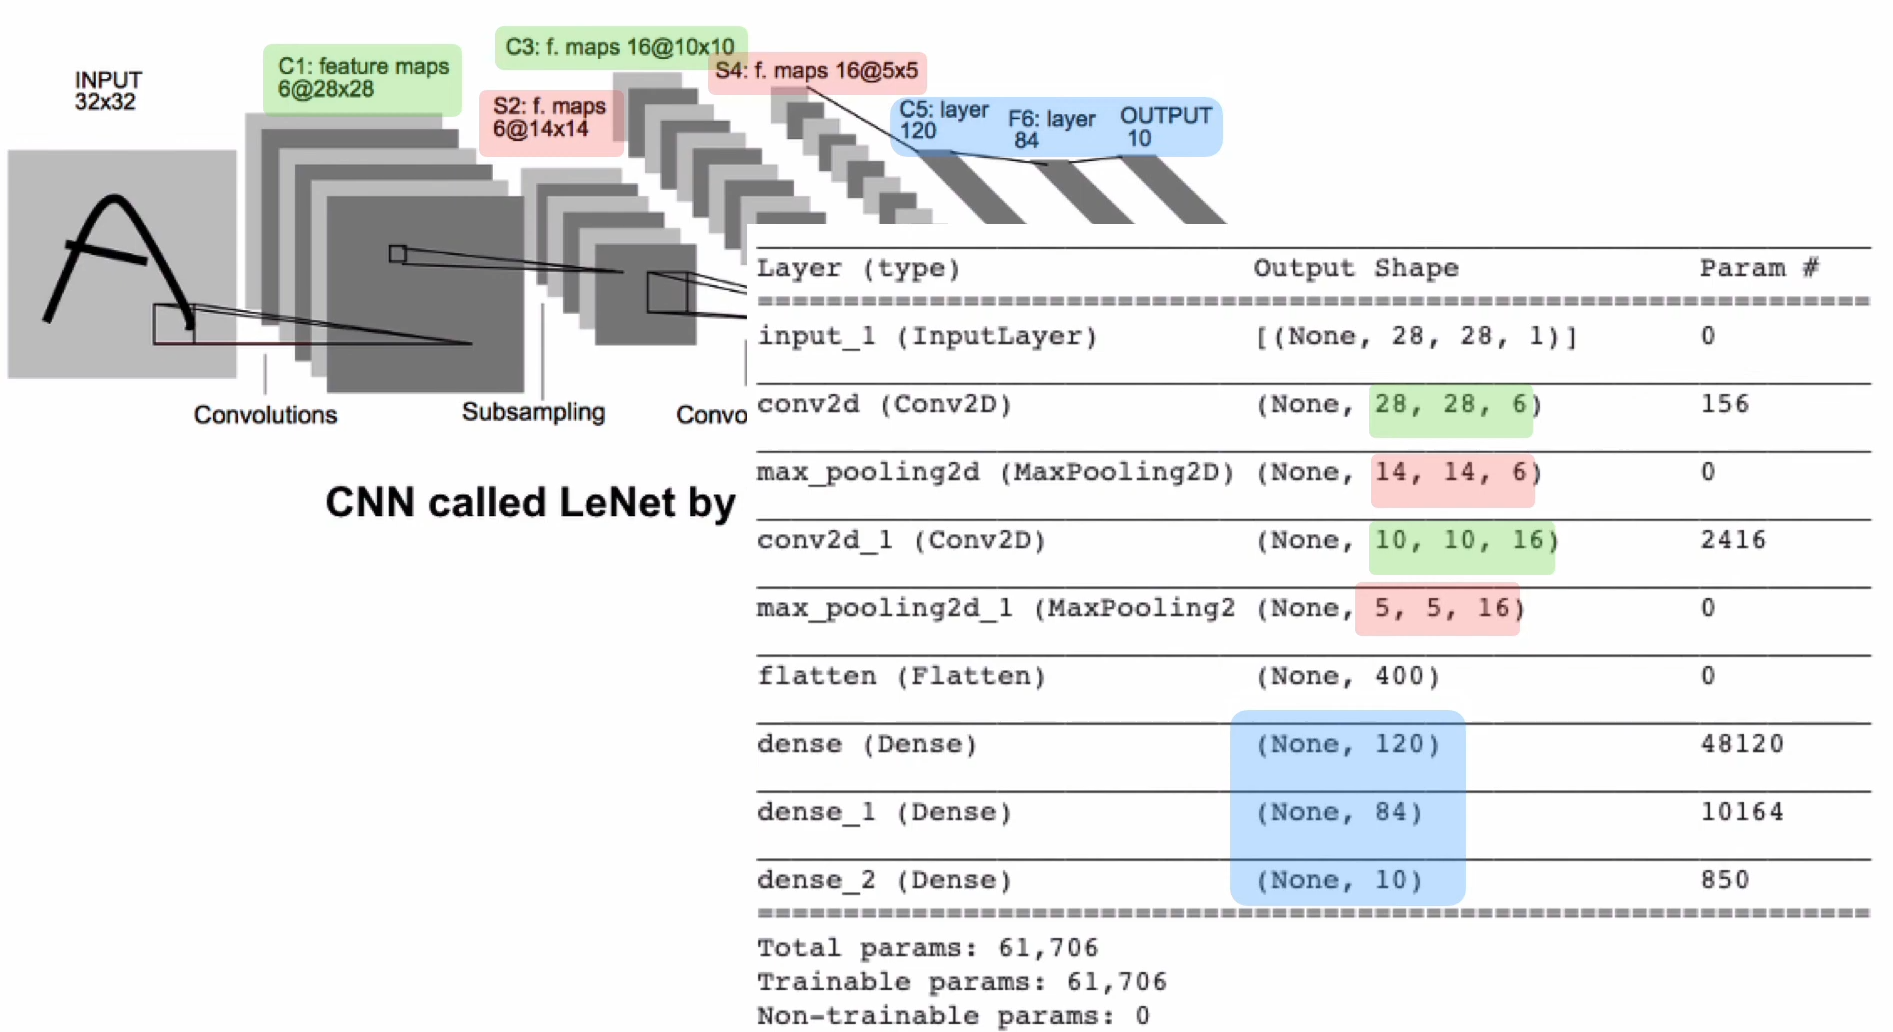 INPUT
32x32
C1: feature maps
6@28x28
S2: f. maps
6@14x14
C3: f. maps 16@10x10
S4: f. maps 16@5x5
C5: layer
120
F6: layer
84
OUTPUT
10
Convolutions
Subsampling
Convo
CNN called LeNet by
Layer (type) Output Shape Param #
input_1 (InputLayer) [(None, 28, 28, 1)] 0
conv2d (Conv2D) (None, 28, 28, 6) 156
max_pooling2d (MaxPooling2D) (None, 14, 14, 6) 0
conv2d_1 (Conv2D) (None, 10, 10, 16) 2416
max_pooling2d_1 (MaxPooling2 (None, 5, 5, 16) 0
flatten (Flatten) (None, 400) 0
dense (Dense) (None, 120) 48120
dense_1 (Dense) (None, 84) 10164
dense_2 (Dense) (None, 10) 850
Total params: 61,706
Trainable params: 61,706
Non-trainable params: 0